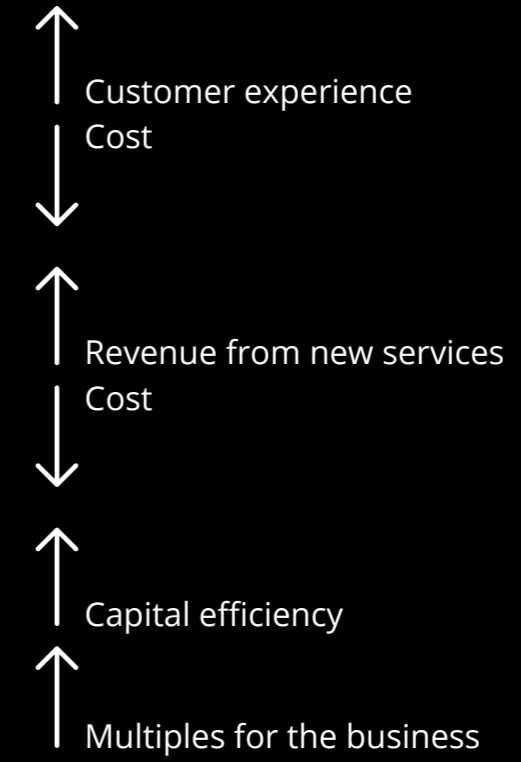 Customer experience
Cost
Revenue from new services
Cost
Capital efficiency
Multiples for the business